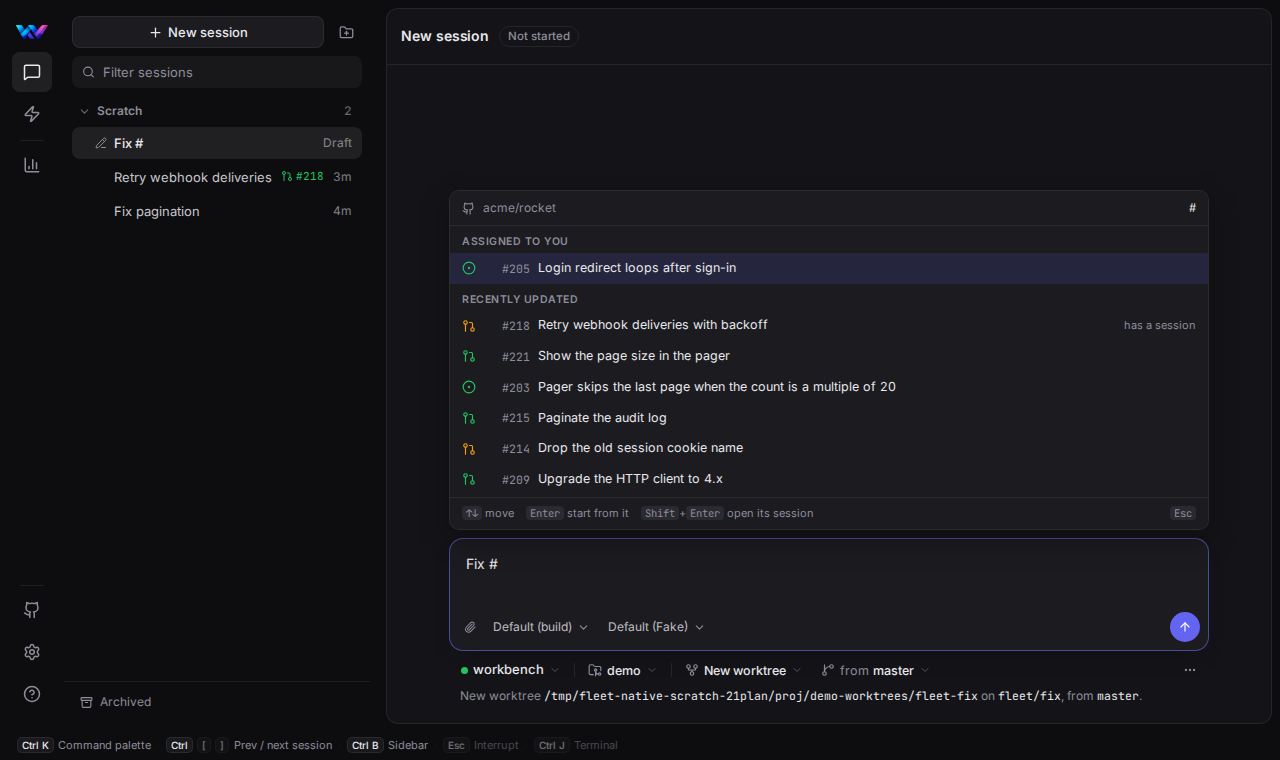 New session
Filter sessions
Scratch 2
Fix # Draft
Retry webhook deliveries #218 3m
Fix pagination 4m
Archived
New session Not started
acme/rocket #
ASSIGNED TO YOU
#205 Login redirect loops after sign-in
RECENTLY UPDATED
#218 Retry webhook deliveries with backoff has a session
#221 Show the page size in the pager
#203 Pager skips the last page when the count is a multiple of 20
#215 Paginate the audit log
#214 Drop the old session cookie name
#209 Upgrade the HTTP client to 4.x
↑↓ move Enter start from it Shift+Enter open its session Esc
Fix #
Default (build) Default (Fake)
workbench demo New worktree from master
New worktree /tmp/fleet-native-scratch-21plan/proj/demo-worktrees/fleet-fix on fleet/fix, from master.
Ctrl K Command palette Ctrl [ ] Prev / next session Ctrl B Sidebar Esc Interrupt Ctrl J Terminal